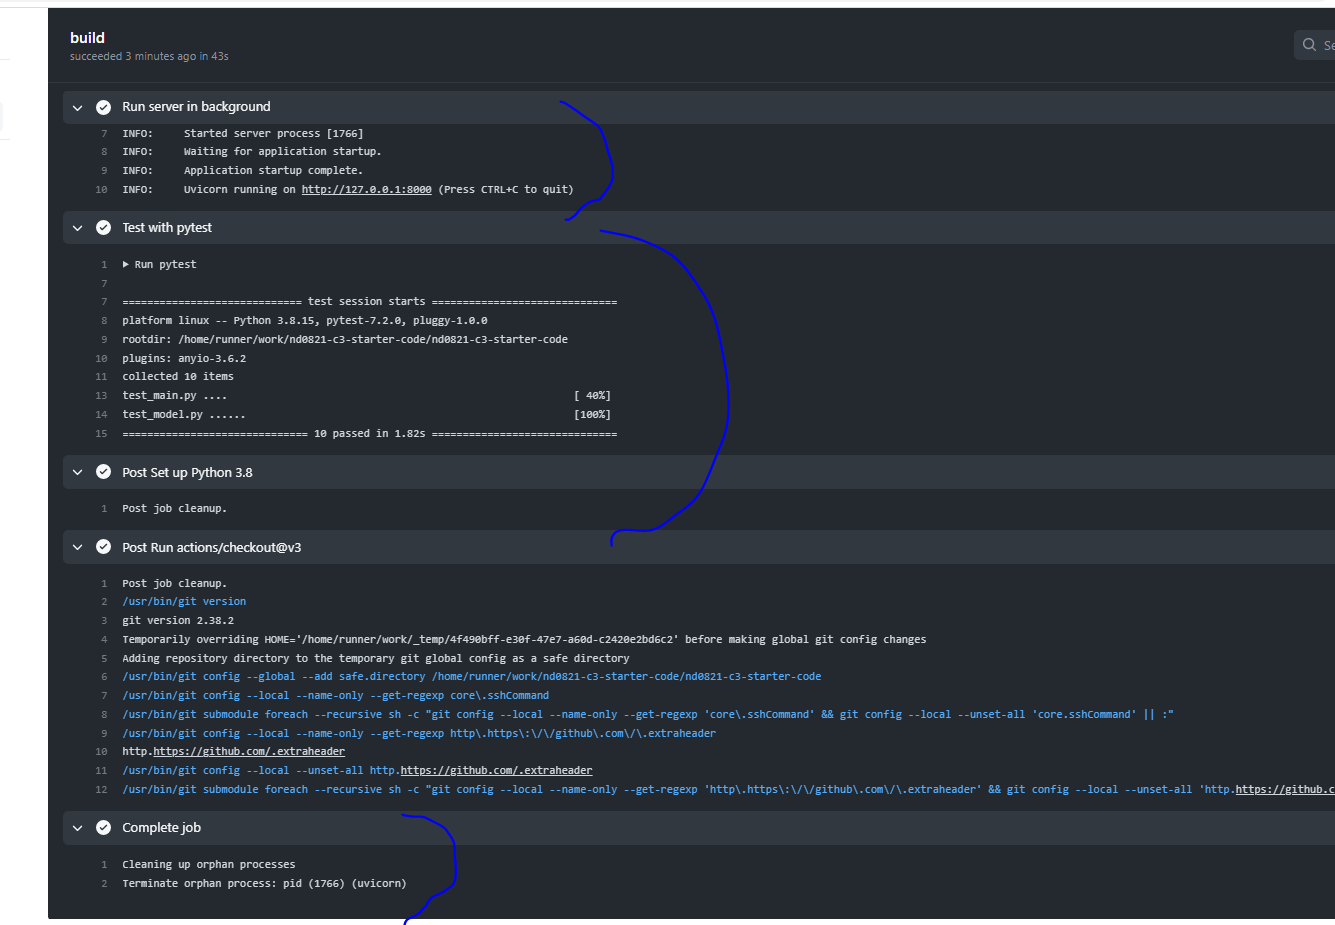 build
succeeded 3 minutes ago in 43s
Run server in background
7 INFO: Started server process [1766]
8 INFO: Waiting for application startup.
9 INFO: Application startup complete.
10 INFO: Uvicorn running on http://127.0.0.1:8000 (Press CTRL+C to quit)
Test with pytest
1 Run pytest
7
7 ============================= test session starts ==============================
8 platform linux -- Python 3.8.15, pytest-7.2.0, pluggy-1.0.0
9 rootdir: /home/runner/work/nd0821-c3-starter-code/nd0821-c3-starter-code
10 plugins: anyio-3.6.2
11 collected 10 items
13 test_main.py .... [ 40%]
14 test_model.py ...... [100%]
15 ============================== 10 passed in 1.82s ==============================
Post Set up Python 3.8
1 Post job cleanup.
Post Run actions/checkout@v3
1 Post job cleanup.
2 /usr/bin/git version
3 git version 2.38.2
4 Temporarily overriding HOME='/home/runner/work/_temp/4f490bff-e30f-47e7-a60d-c2420e2bd6c2' before making global git config changes
5 Adding repository directory to the temporary git global config as a safe directory
6 /usr/bin/git config --global --add safe.directory /home/runner/work/nd0821-c3-starter-code/nd0821-c3-starter-code
7 /usr/bin/git config --local --name-only --get-regexp core\.sshCommand
8 /usr/bin/git submodule foreach --recursive sh -c "git config --local --name-only --get-regexp 'core\.sshCommand' && git config --local --unset-all 'core.sshCommand' || :"
9 /usr/bin/git config --local --name-only --get-regexp http\.https\:\/\/github\.com\/\.extraheader
10 http.https://github.com/.extraheader
11 /usr/bin/git config --local --unset-all http.https://github.com/.extraheader
12 /usr/bin/git submodule foreach --recursive sh -c "git config --local --name-only --get-regexp 'http\.https\:\/\/github\.com\/\.extraheader' && git config --local --unset-all 'http.https://github.c
Complete job
1 Cleaning up orphan processes
2 Terminate orphan process: pid (1766) (uvicorn)